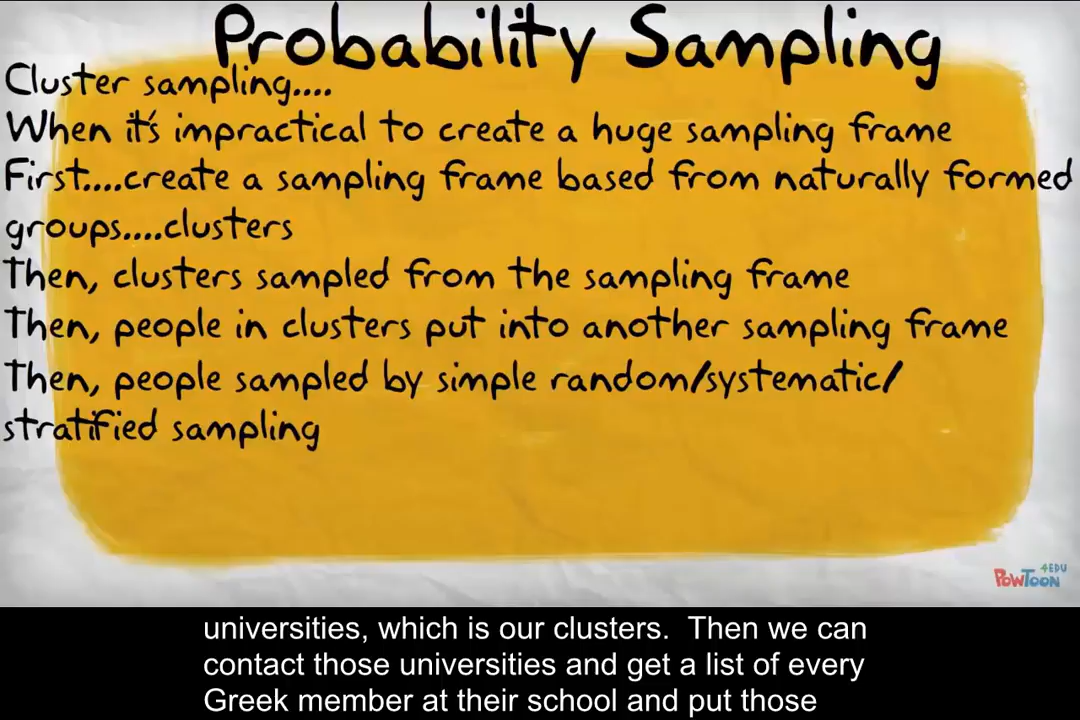 Probability Sampling
Cluster sampling....
When it's impractical to create a huge sampling frame
First....create a sampling frame based from naturally formed
groups....clusters
Then, clusters sampled from the sampling frame
Then, people in clusters put into another sampling frame
Then, people sampled by simple random/systematic/
stratified sampling
4EDU
POWTOON
universities, which is our clusters.  Then we can
contact those universities and get a list of every
Greek member at their school and put those